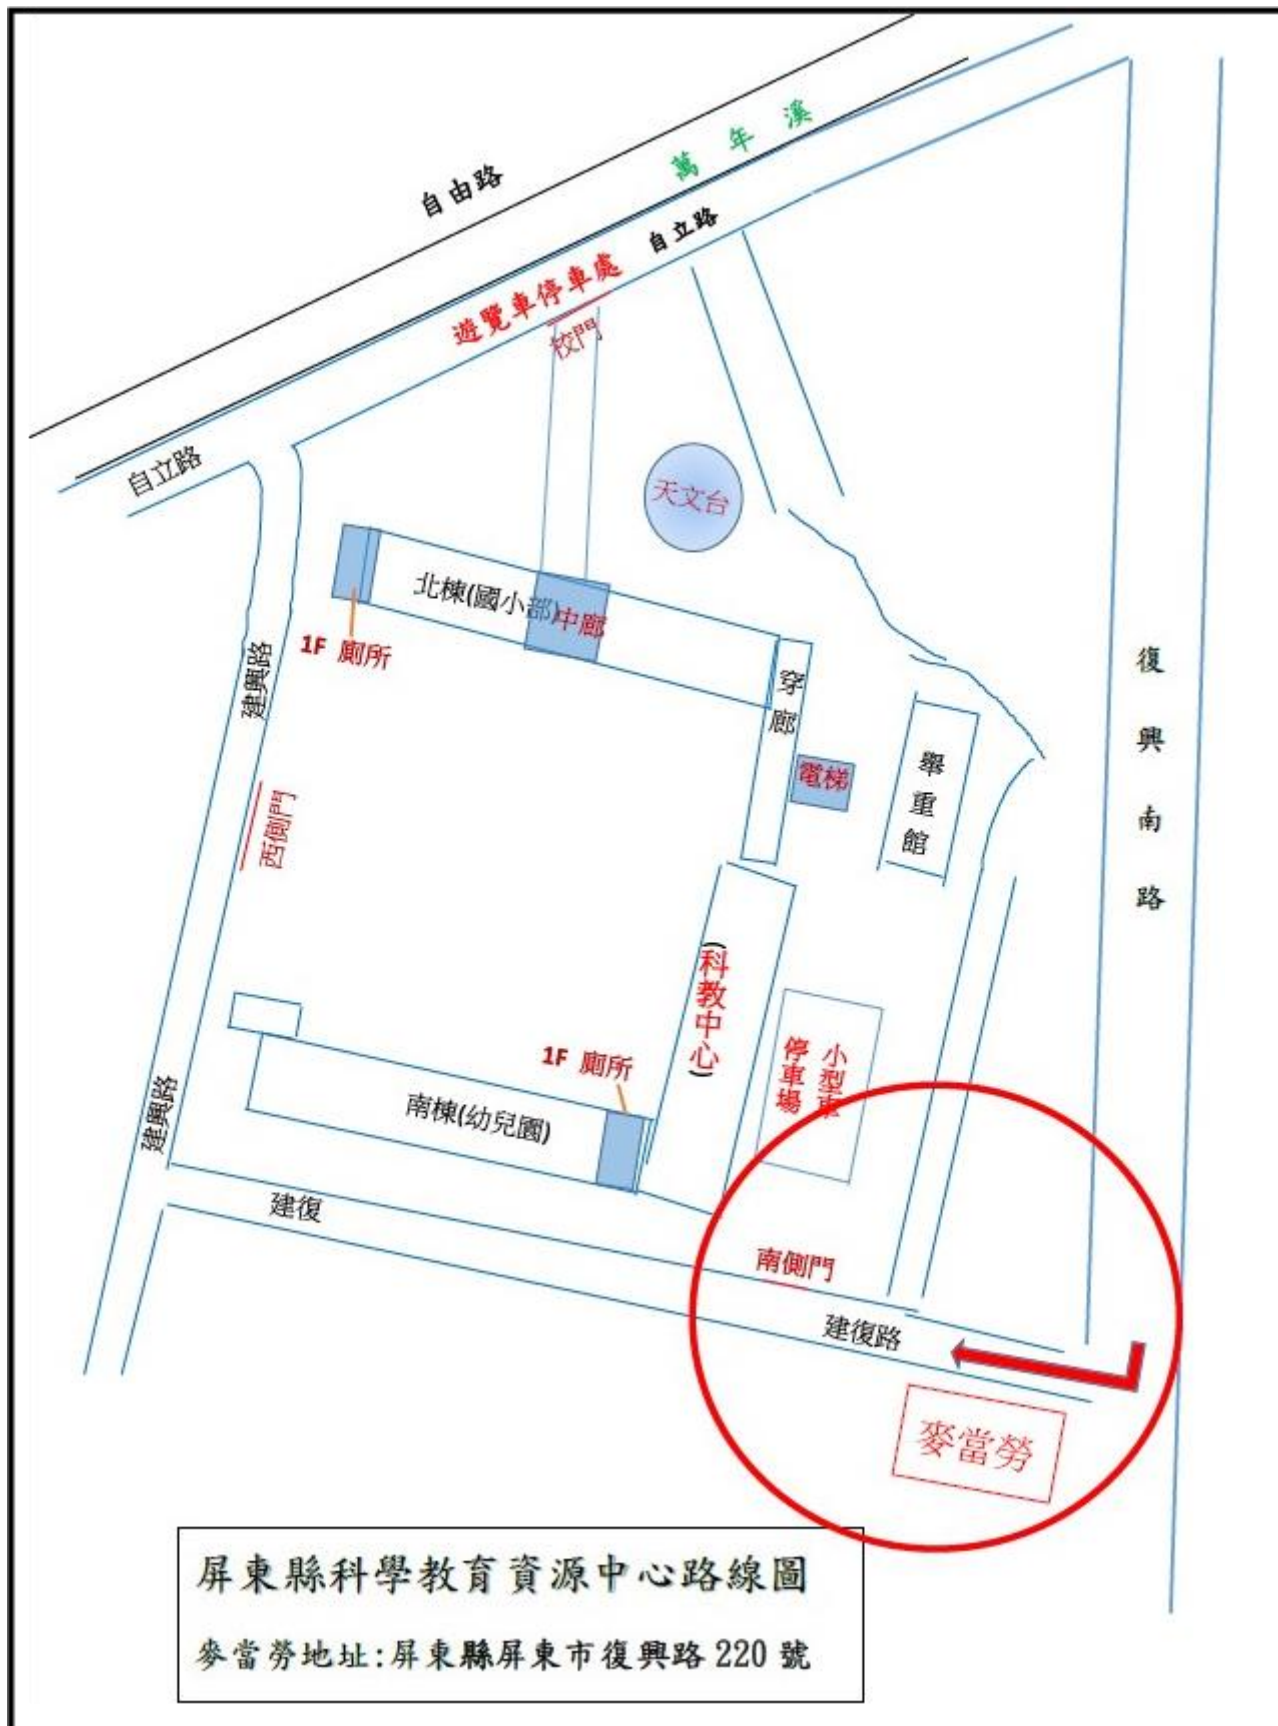 萬年溪
自由路
自立路
遊覽車停車處
校門
自立路
天文台
北棟(國小部)
中廊
1F 廁所
建興路
穿廊
復興南路
電梯
舉重館
西側門
(科教中心)
小型車
停車場
1F 廁所
南棟(幼兒園)
建興路
建復
南側門
建復路
麥當勞
屏東縣科學教育資源中心路線圖
麥當勞地址:屏東縣屏東市復興路 220 號